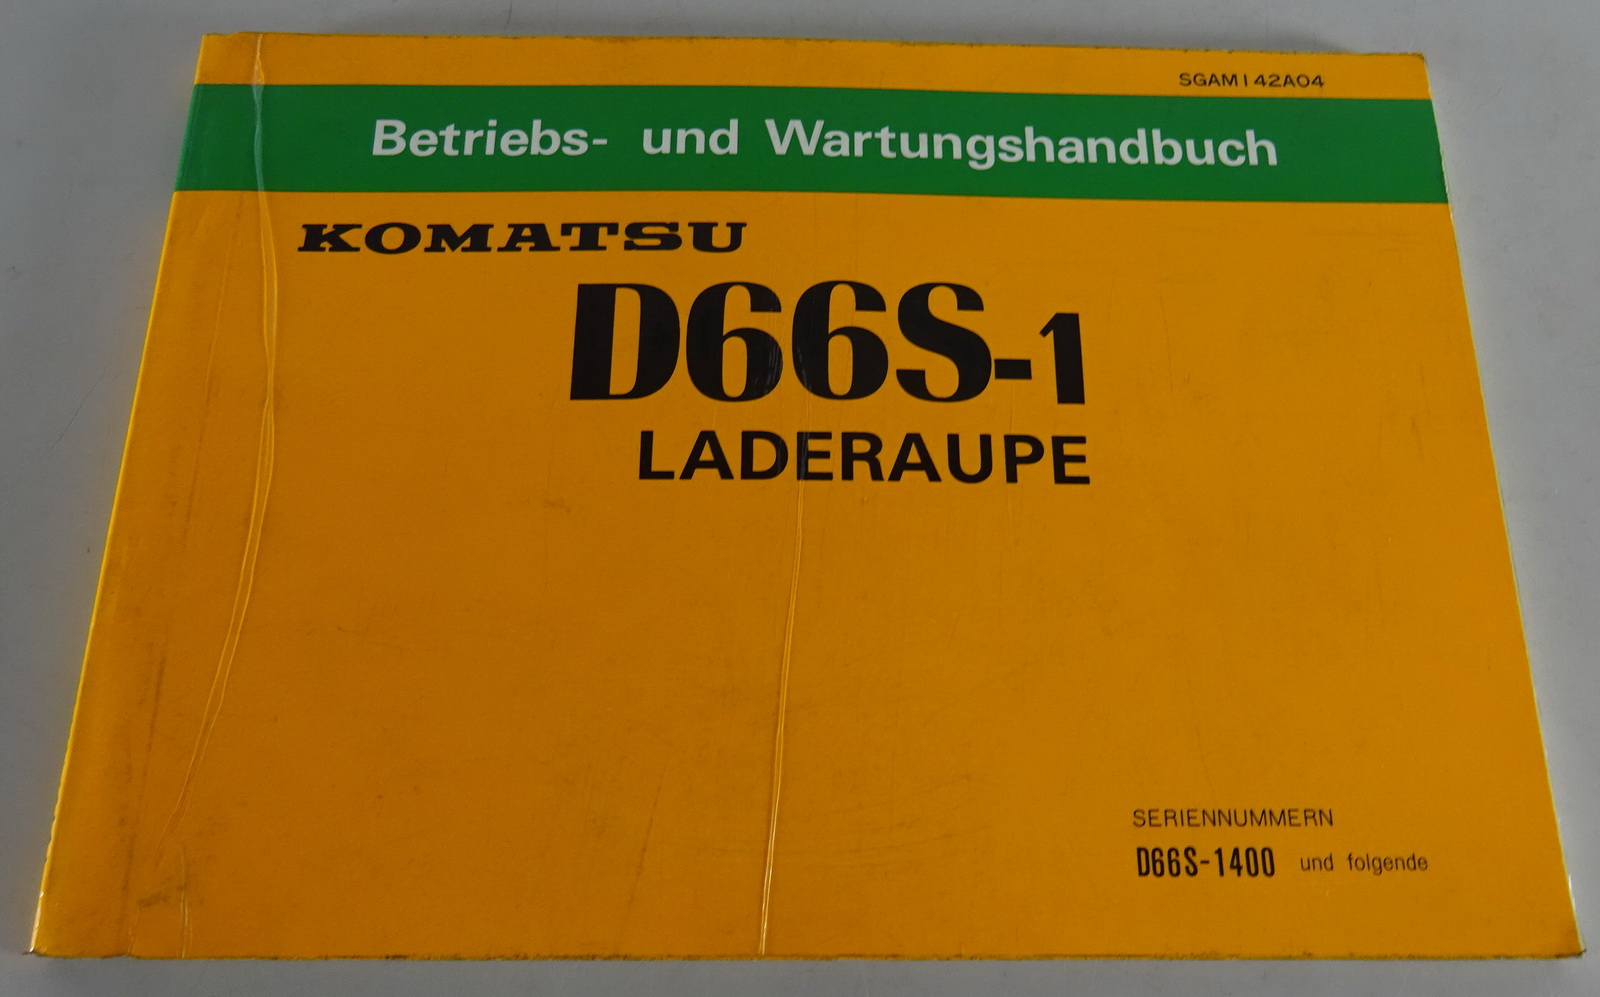 SGAM142A04
Betriebs- und Wartungshandbuch
KOMATSU
D66S-1
LADERAUPE
SERIENNUMMERN
D66S-1400 und folgende